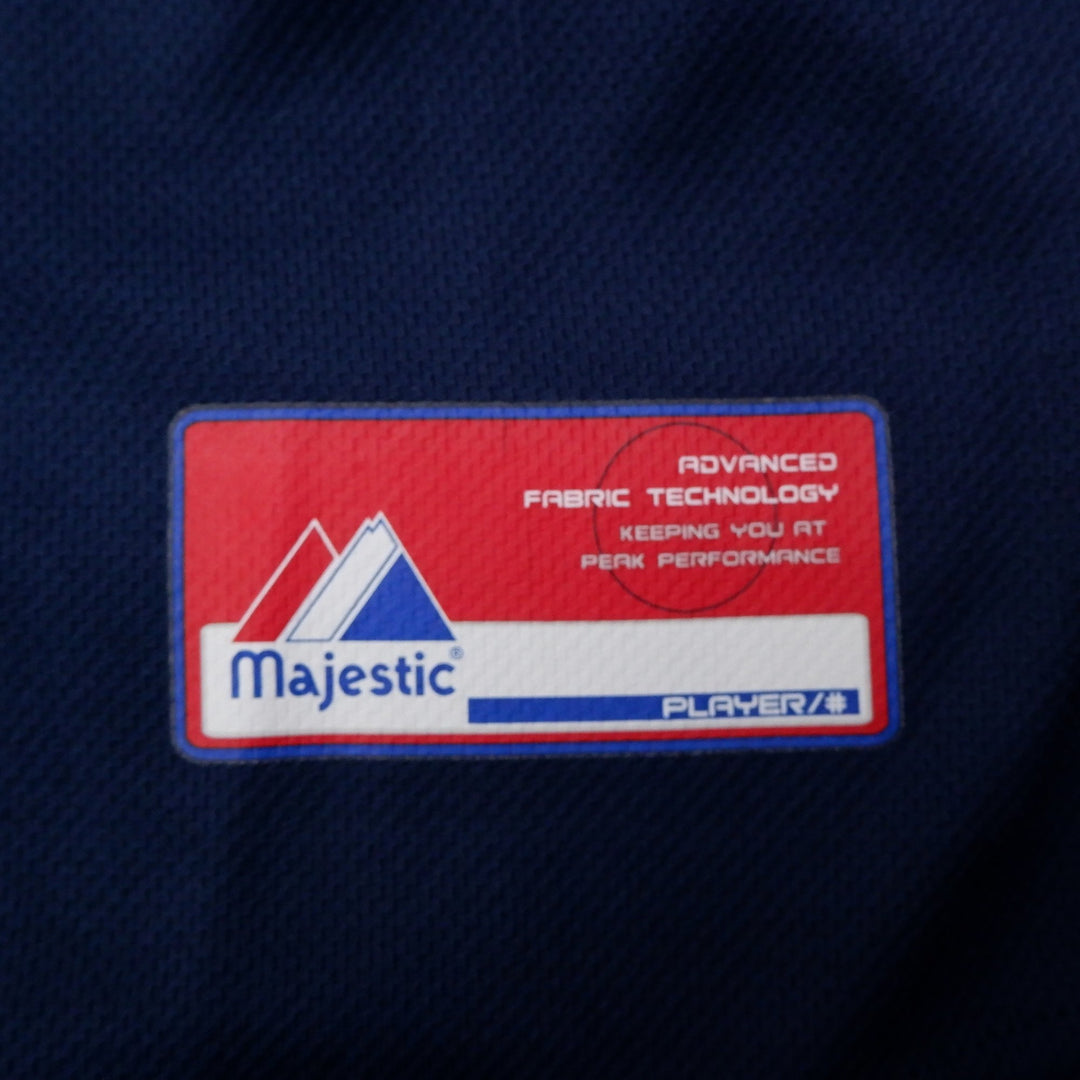 ADVANCED
FABRIC TECHNOLOGY
KEEPING YOU AT
PEAK PERFORMANCE
Majestic®
PLAYER/#